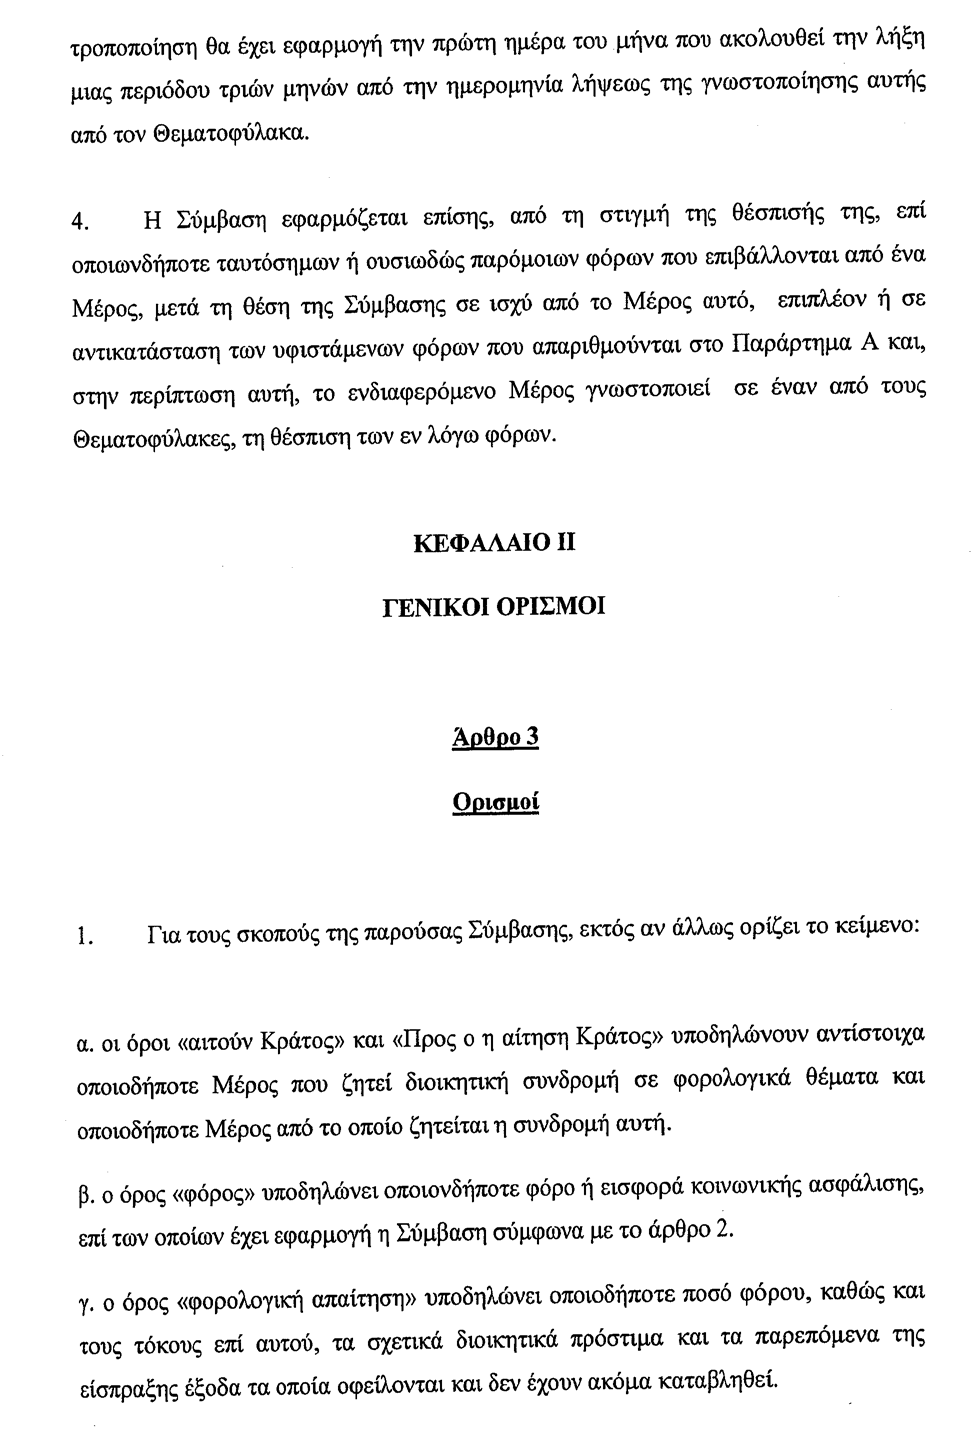 τροποποίηση θα έχει εφαρμογή την πρώτη ημέρα του μήνα που ακολουθεί την λήξη
μιας περιόδου τριών μηνών από την ημερομηνία λήψεως της γνωστοποίησης αυτής
από τον Θεματοφύλακα.
4. Η Σύμβαση εφαρμόζεται επίσης, από τη στιγμή της θέσπισής της, επί
οποιωνδήποτε ταυτόσημων ή ουσιωδώς παρόμοιων φόρων που επιβάλλονται από ένα
Μέρος, μετά τη θέση της Σύμβασης σε ισχύ από το Μέρος αυτό, επιπλέον ή σε
αντικατάσταση των υφιστάμενων φόρων που απαριθμούνται στο Παράρτημα Α και,
στην περίπτωση αυτή, το ενδιαφερόμενο Μέρος γνωστοποιεί σε έναν από τους
Θεματοφύλακες, τη θέσπιση των εν λόγω φόρων.
ΚΕΦΑΛΑΙΟ ΙΙ
ΓΕΝΙΚΟΙ ΟΡΙΣΜΟΙ
Άρθρο 3
Ορισμοί
1. Για τους σκοπούς της παρούσας Σύμβασης, εκτός αν άλλως ορίζει το κείμενο:
α. οι όροι «αιτούν Κράτος» και «Προς ο η αίτηση Κράτος» υποδηλώνουν αντίστοιχα
οποιοδήποτε Μέρος που ζητεί διοικητική συνδρομή σε φορολογικά θέματα και
οποιοδήποτε Μέρος από το οποίο ζητείται η συνδρομή αυτή.
β. ο όρος «φόρος» υποδηλώνει οποιονδήποτε φόρο ή εισφορά κοινωνικής ασφάλισης,
επί των οποίων έχει εφαρμογή η Σύμβαση σύμφωνα με το άρθρο 2.
γ. ο όρος «φορολογική απαίτηση» υποδηλώνει οποιοδήποτε ποσό φόρου, καθώς και
τους τόκους επί αυτού, τα σχετικά διοικητικά πρόστιμα και τα παρεπόμενα της
είσπραξης έξοδα τα οποία οφείλονται και δεν έχουν ακόμα καταβληθεί.